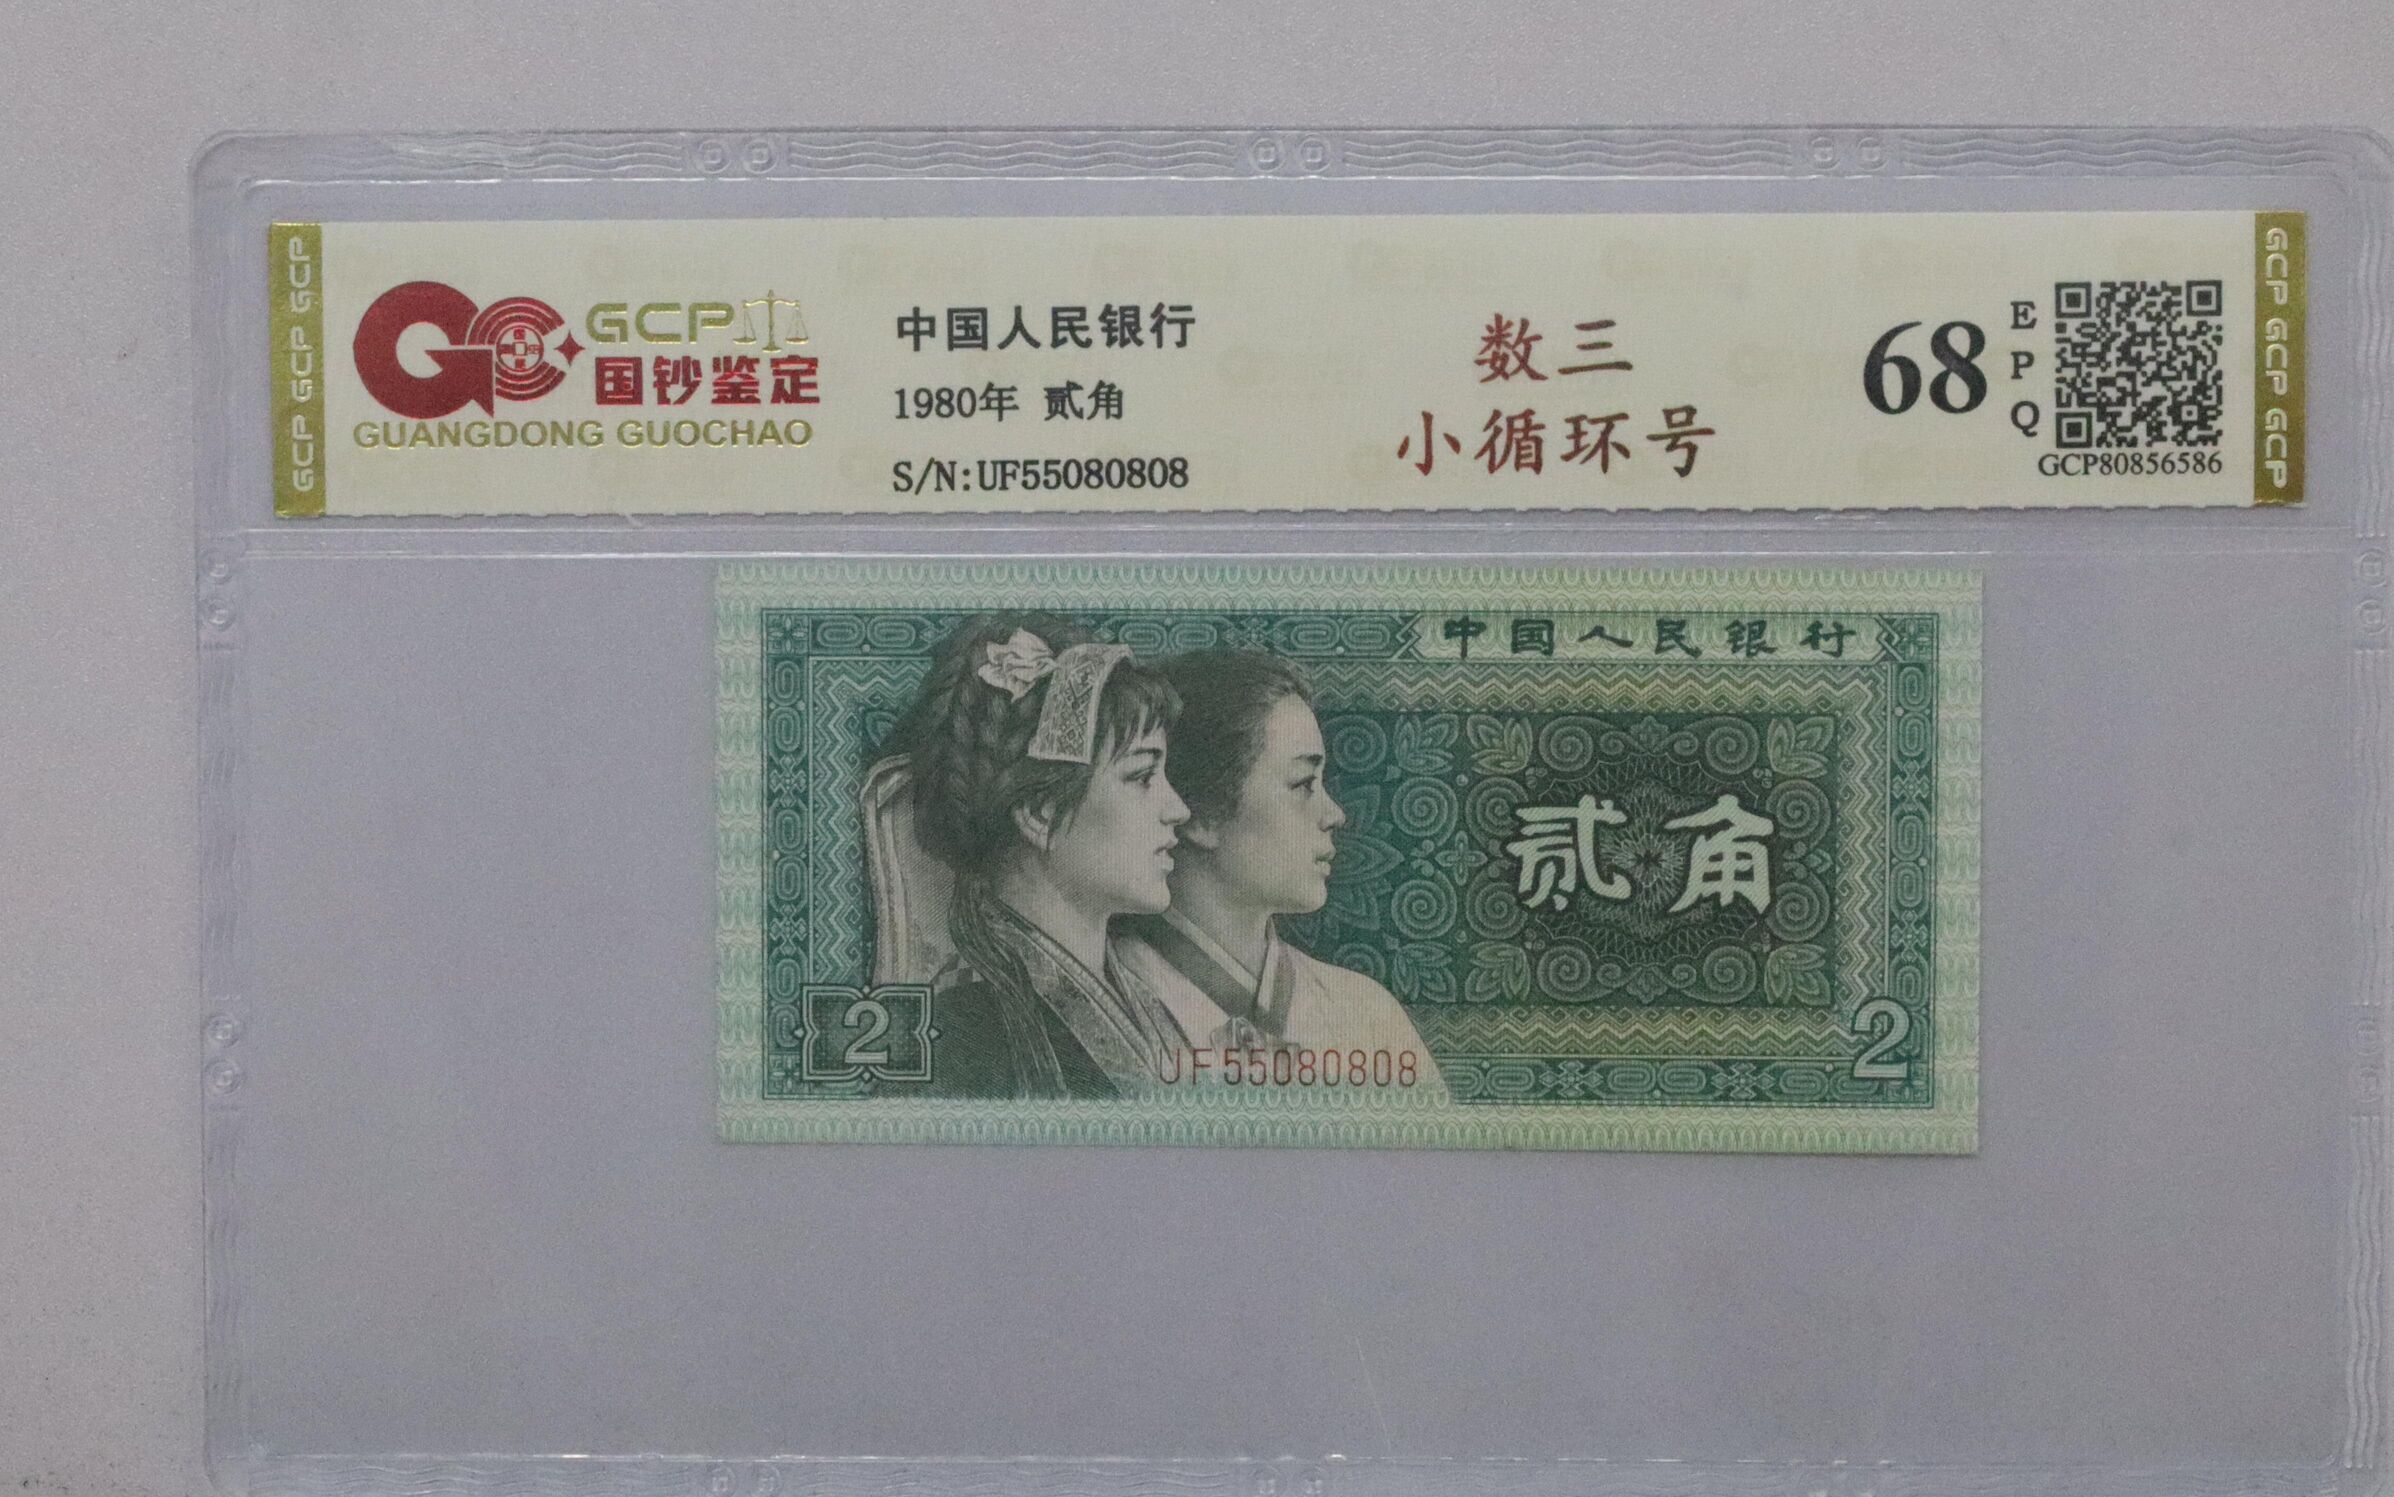 GCP GCP GCP
GCP
国钞鉴定
GUANGDONG GUOCHAO
中国人民银行
1980年 贰角
S/N:UF55080808
数三
小循环号
68
EPQ
GCP80856586
GCP GCP GCP GCP
中国人民银行
贰角
2
UF55080808
2